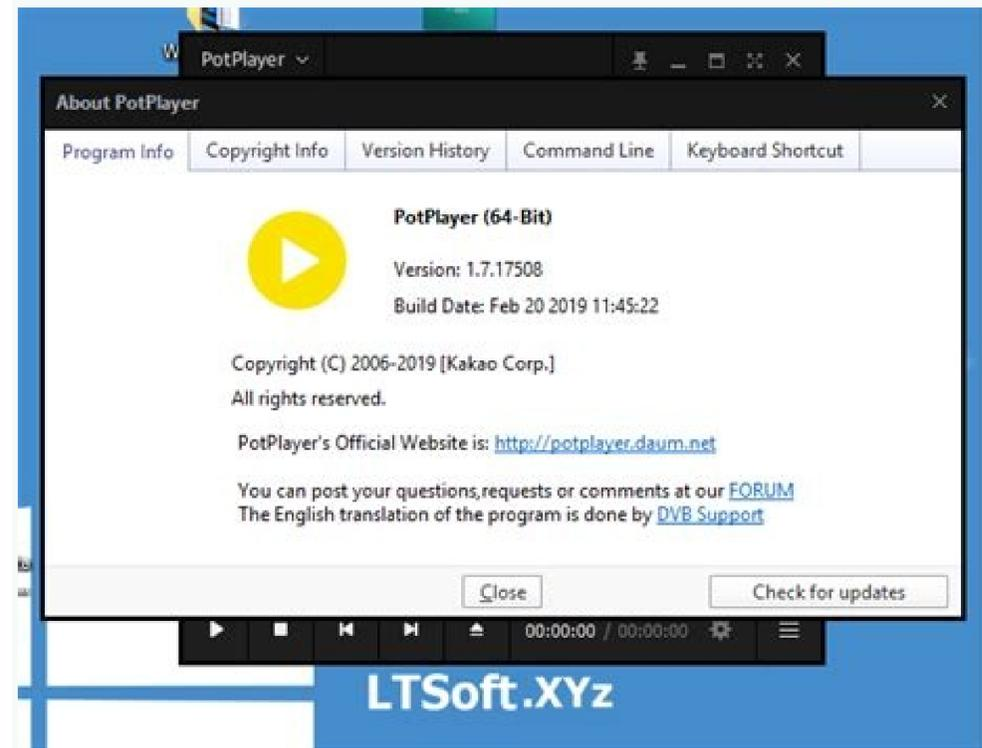 W
PotPlayer
About PotPlayer
Program Info
Copyright Info
Version History
Command Line
Keyboard Shortcut
PotPlayer (64-Bit)
Version: 1.7.17508
Build Date: Feb 20 2019 11:45:22
Copyright (C) 2006-2019 [Kakao Corp.]
All rights reserved.
PotPlayer's Official Website is: http://potplayer.daum.net
You can post your questions,requests or comments at our FORUM
The English translation of the program is done by DVB Support
Close
Check for updates
00:00:00 / 00:00:00
LTSoft.XYz